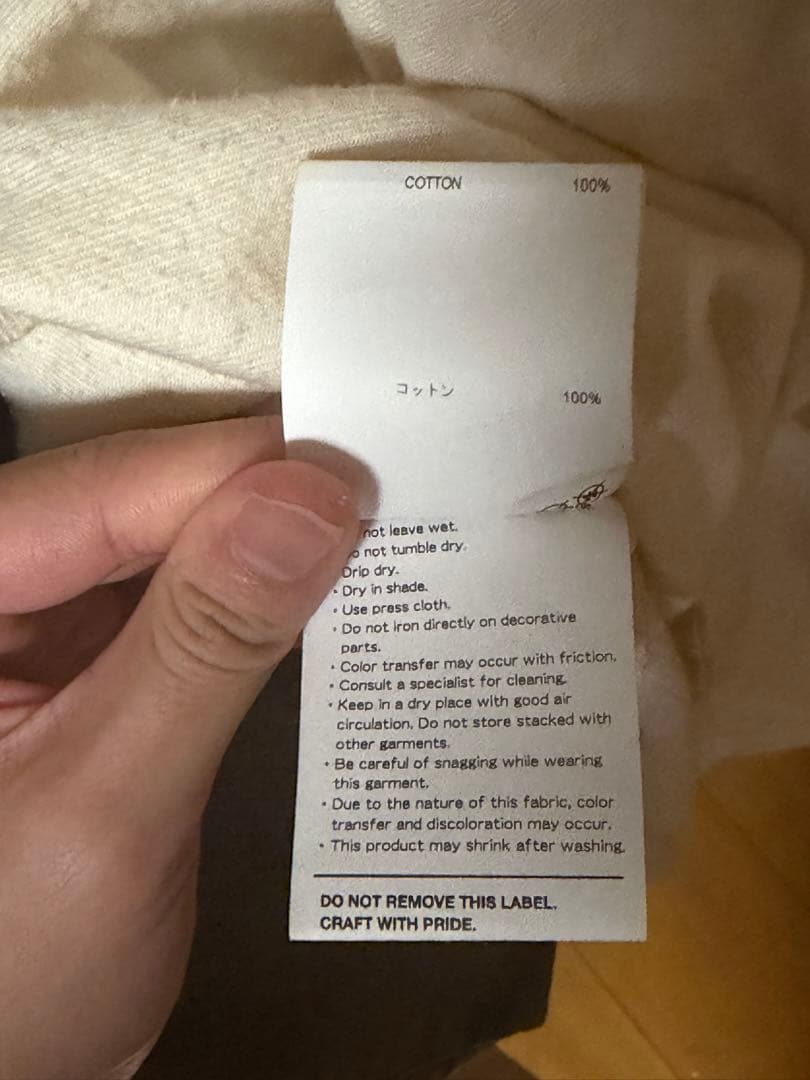 COTTON 100%
コットン 100%
not leave wet.
not tumble dry.
Drip dry.
• Dry in shade.
• Use press cloth.
• Do not iron directly on decorative
parts.
• Color transfer may occur with friction.
• Consult a specialist for cleaning.
• Keep in a dry place with good air
circulation. Do not store stacked with
other garments.
• Be careful of snagging while wearing
this garment.
• Due to the nature of this fabric, color
transfer and discoloration may occur.
• This product may shrink after washing.
DO NOT REMOVE THIS LABEL.
CRAFT WITH PRIDE.